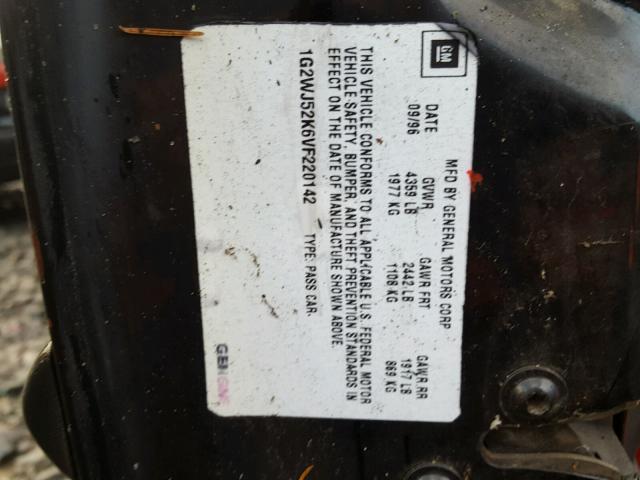 GM
MFD BY GENERAL MOTORS CORP
DATE GVWR GAWR FRT GAWR RR
09/96 4359 LB 2442 LB 1917 LB
1977 KG 1108 KG 869 KG
THIS VEHICLE CONFORMS TO ALL APPLICABLE U.S. FEDERAL MOTOR
VEHICLE SAFETY, BUMPER, AND THEFT PREVENTION STANDARDS IN
EFFECT ON THE DATE OF MANUFACTURE SHOWN ABOVE.
1G2WJ52K6VF220142 TYPE: PASS CAR